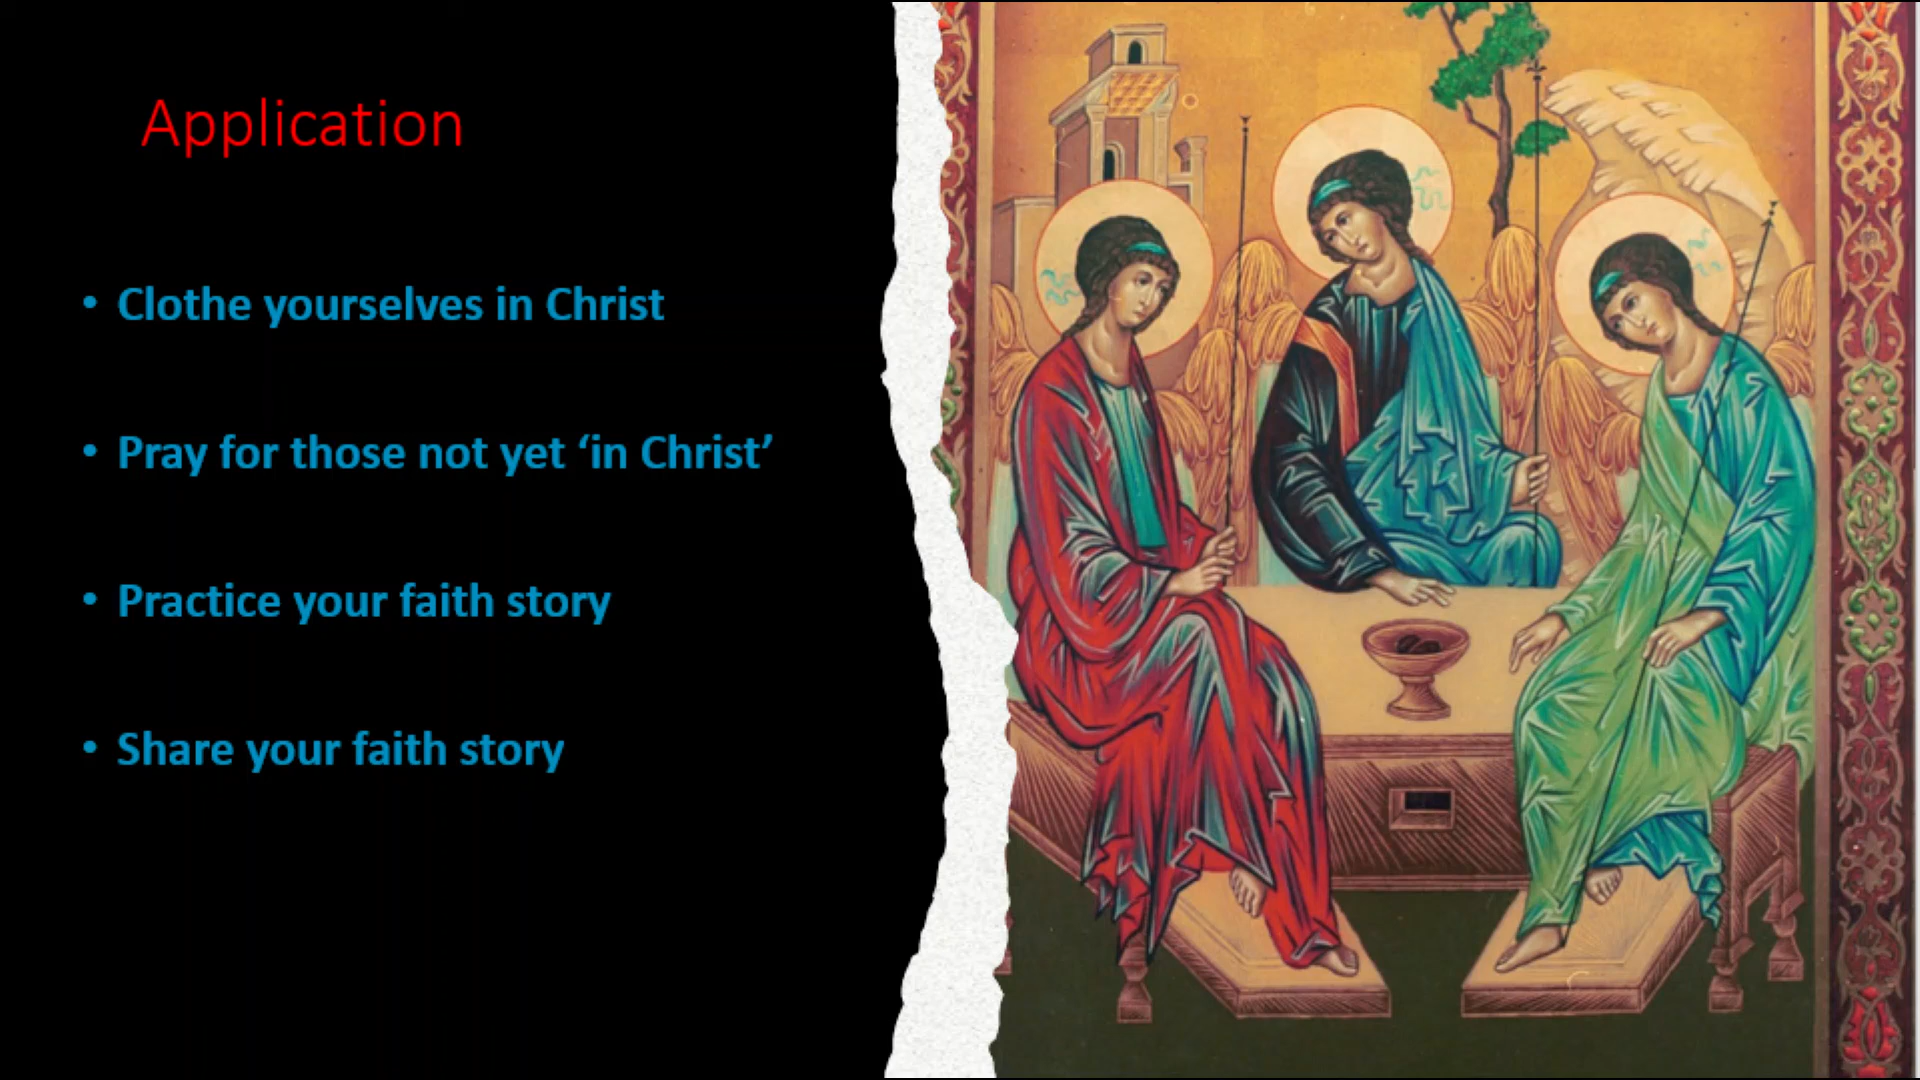 Application
• Clothe yourselves in Christ
• Pray for those not yet ‘in Christ’
• Practice your faith story
• Share your faith story